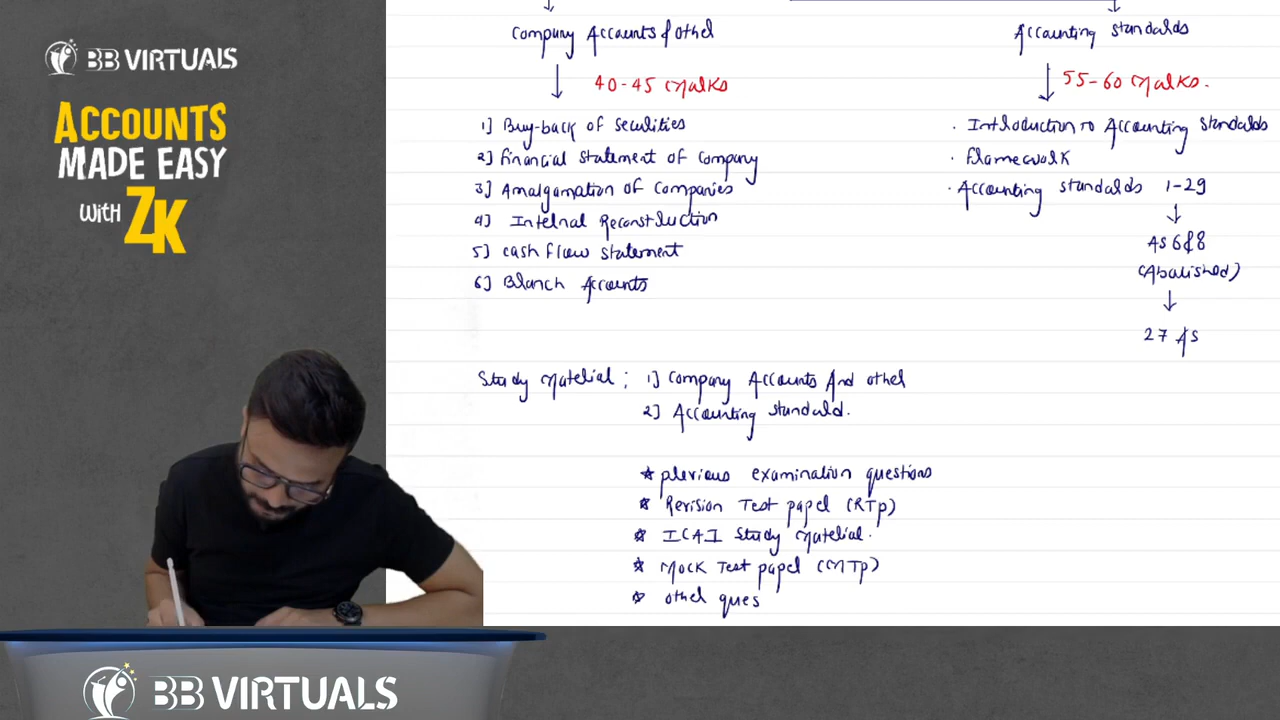 BB VIRTUALS
ACCOUNTS
MADE EASY
WITH ZK
Company Accounts & other
40-45 Marks
1] Buy-back of securities
2] Financial statement of company
3] Amalgamation of companies
4] Internal Reconstruction
5] cash flow statement
6] Branch Accounts
Accounting standards
55-60 Marks.
· Introduction to Accounting standards
· Framework
· Accounting standards 1-29
AS 6 & 8
(Abolished)
27 AS
Study Material ; 1] Company Accounts And other
2] Accounting standard.
* previous examination questions
* Revision Test paper (RTP)
* ICAI Study Material.
* Mock Test paper (MTP)
* other ques
BB VIRTUALS